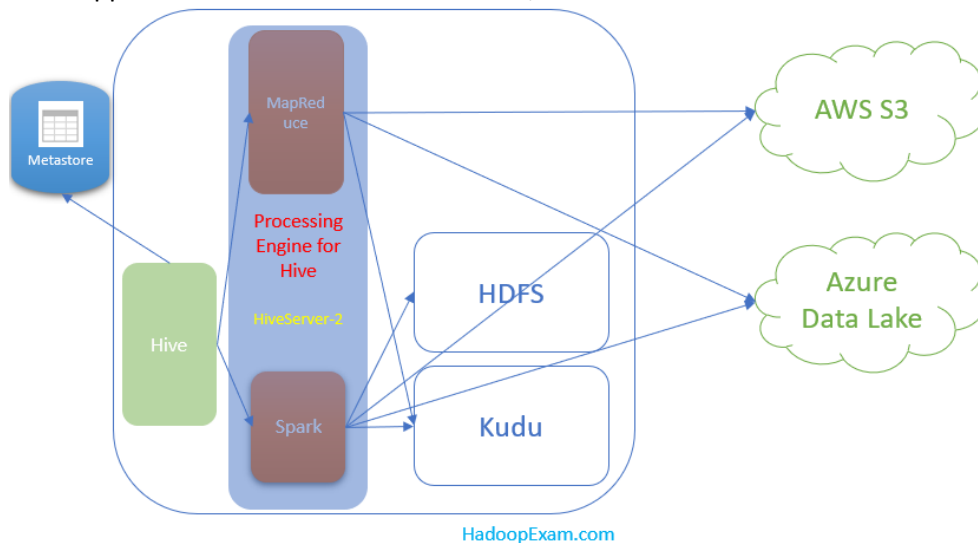 MapRed
uce
AWS S3
Metastore
Processing
Engine for
Hive
HDFS
Azure
Data Lake
HiveServer-2
Hive
Spark
Kudu
HadoopExam.com